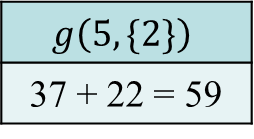 g(5,{2})
37 + 22 = 59